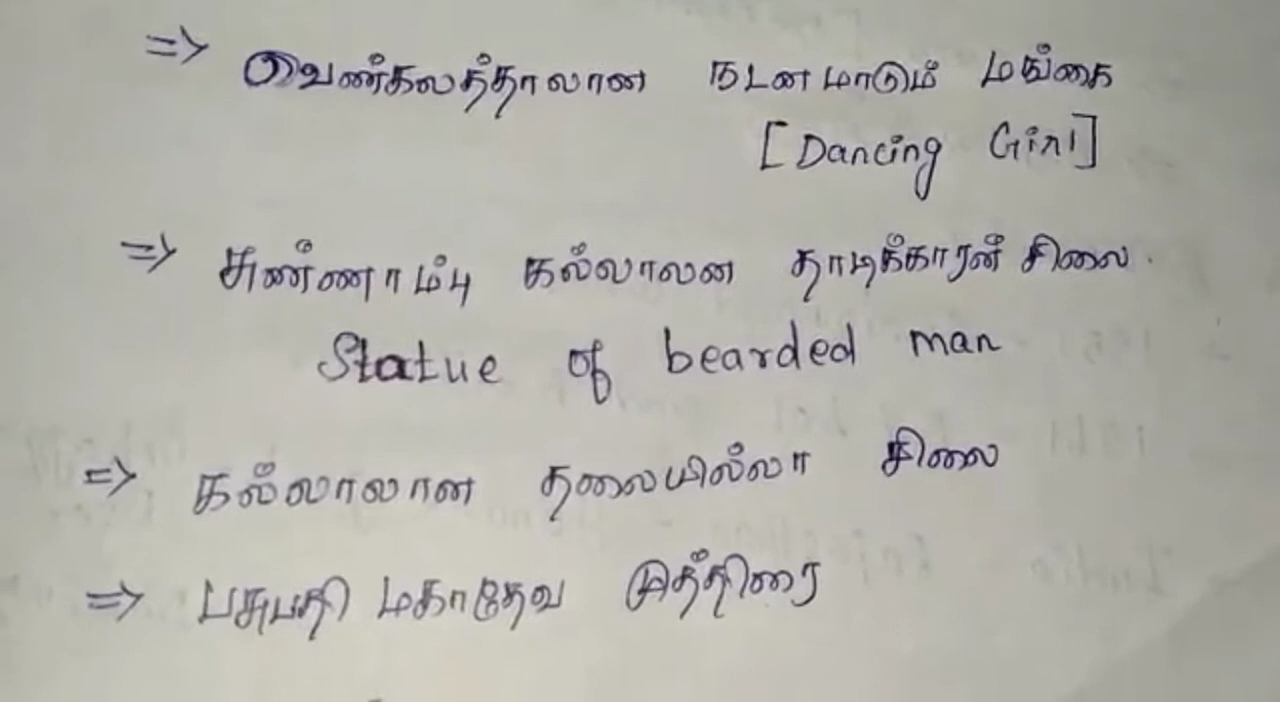 => வெண்கலத்தாலான நடனமாடும் மங்கை
[Dancing Girl]
=> சுண்ணாம்பு கல்லாலன தாடிக்காரன் சிலை.
Statue of bearded man
=> கல்லாலான தலையில்லா சிலை
=> பசுபதி மகாதேவ முத்திரை